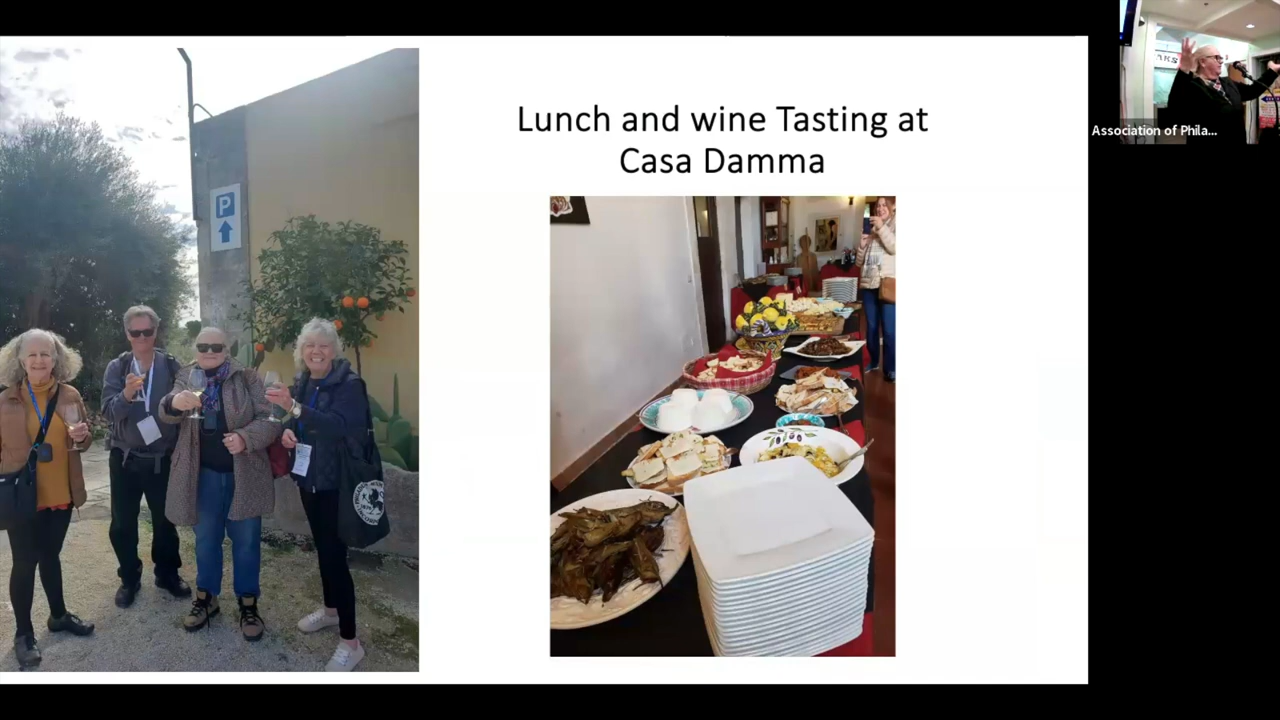 Lunch and wine Tasting at
Casa Damma
P
Association of Phila...